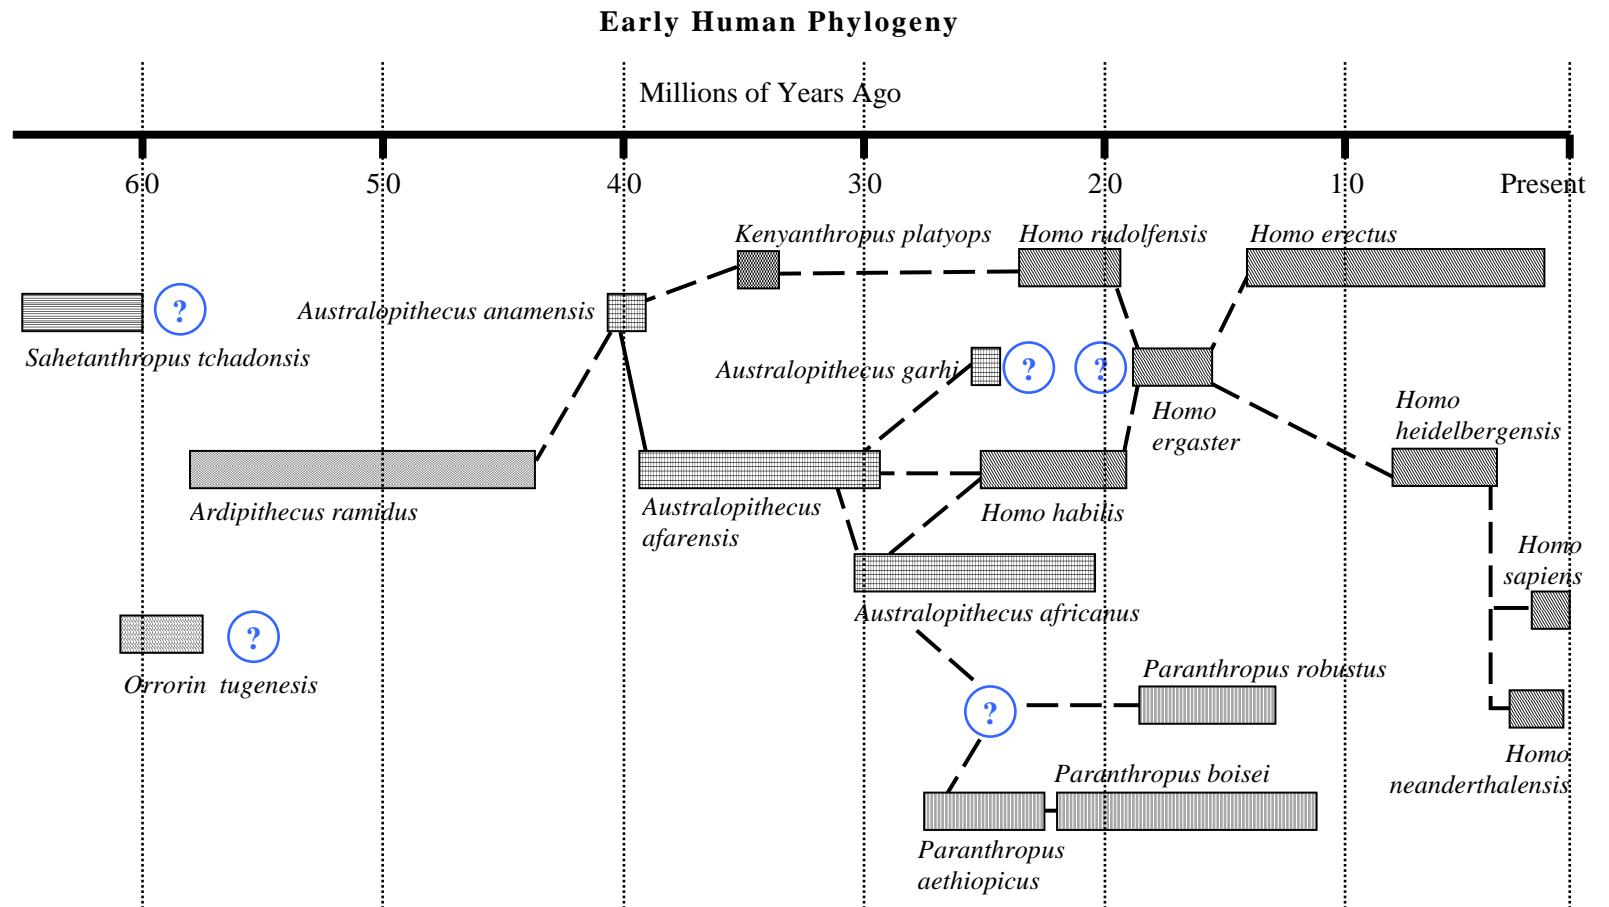 Early Human Phylogeny
Millions of Years Ago
6.0
5.0
4.0
3.0
2.0
1.0
Present
Kenyanthropus platyops
Homo rudolfensis
Homo erectus
?
Australopithecus anamensis
Sahetanthropus tchadonsis
Australopithecus garhi
?
?
Homo
ergaster
Homo
heidelbergensis
Ardipithecus ramidus
Australopithecus
afarensis
Homo habilis
Homo
sapiens
Australopithecus africanus
?
Orrorin tugenesis
Paranthropus robustus
?
Homo
neanderthalensis
Paranthropus boisei
Paranthropus
aethiopicus